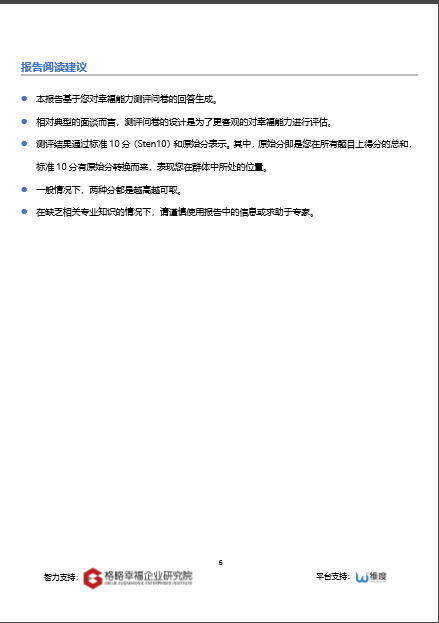 报告阅读建议
● 本报告基于您对幸福能力测评问卷的回答生成。
● 相对典型的面谈而言，测评问卷的设计是为了更客观的对幸福能力进行评估。
● 测评结果通过标准 10 分（Sten10）和原始分表示。其中，原始分即是您在所有题目上得分的总和，
标准 10 分有原始分转换而来，表现您在群体中所处的位置。
● 一般情况下，两种分都是越高越可取。
● 在缺乏相关专业知识的情况下，请谨慎使用报告中的信息或求助于专家。
6
智力支持： 格略幸福企业研究院
平台支持： 维度